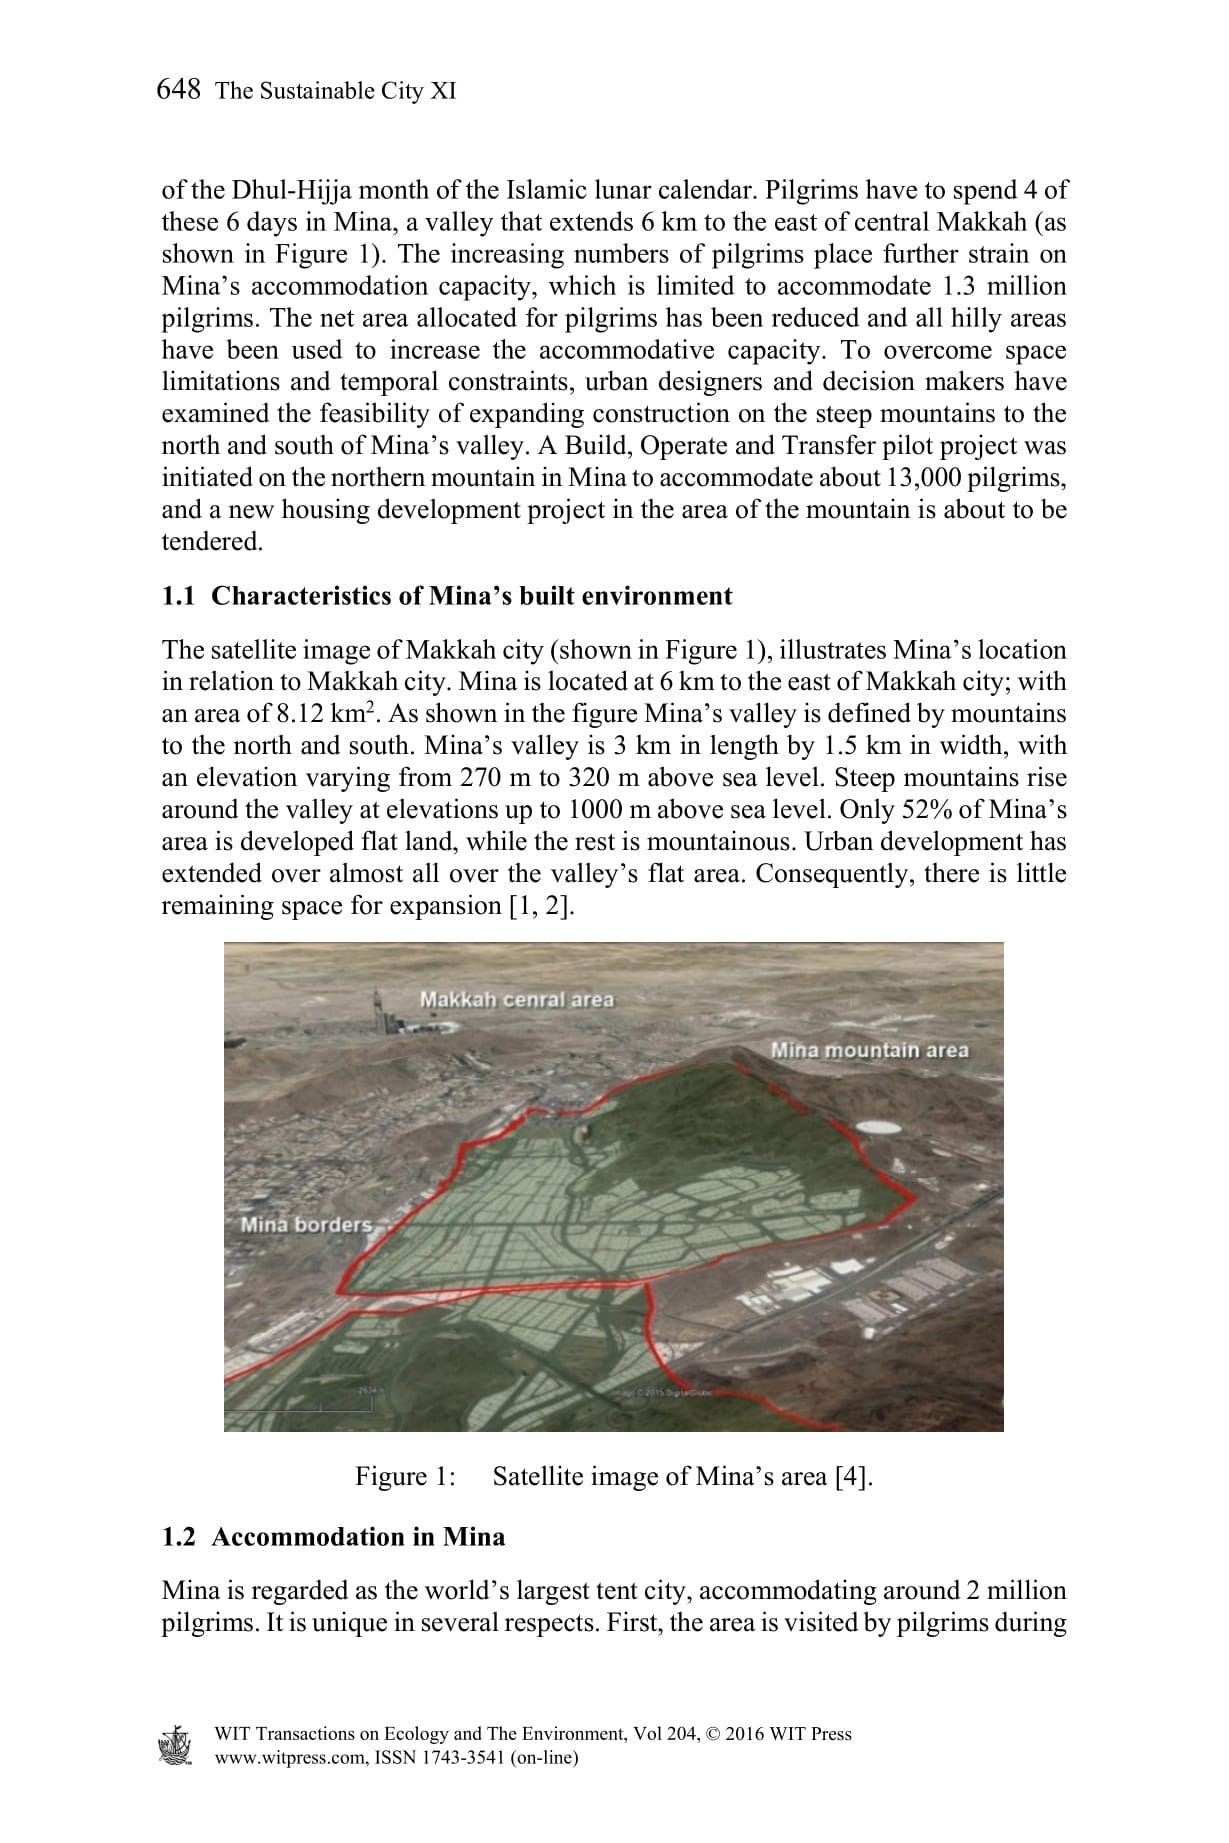 648 The Sustainable City XI
of the Dhul-Hijja month of the Islamic lunar calendar. Pilgrims have to spend 4 of
these 6 days in Mina, a valley that extends 6 km to the east of central Makkah (as
shown in Figure 1). The increasing numbers of pilgrims place further strain on
Mina’s accommodation capacity, which is limited to accommodate 1.3 million
pilgrims. The net area allocated for pilgrims has been reduced and all hilly areas
have been used to increase the accommodative capacity. To overcome space
limitations and temporal constraints, urban designers and decision makers have
examined the feasibility of expanding construction on the steep mountains to the
north and south of Mina’s valley. A Build, Operate and Transfer pilot project was
initiated on the northern mountain in Mina to accommodate about 13,000 pilgrims,
and a new housing development project in the area of the mountain is about to be
tendered.
1.1 Characteristics of Mina’s built environment
The satellite image of Makkah city (shown in Figure 1), illustrates Mina’s location
in relation to Makkah city. Mina is located at 6 km to the east of Makkah city; with
an area of 8.12 km². As shown in the figure Mina’s valley is defined by mountains
to the north and south. Mina’s valley is 3 km in length by 1.5 km in width, with
an elevation varying from 270 m to 320 m above sea level. Steep mountains rise
around the valley at elevations up to 1000 m above sea level. Only 52% of Mina’s
area is developed flat land, while the rest is mountainous. Urban development has
extended over almost all over the valley’s flat area. Consequently, there is little
remaining space for expansion [1, 2].
Makkah cenral area
Mina mountain area
Mina borders
2634 ft
Image © 2015 DigitalGlobe
Figure 1: Satellite image of Mina’s area [4].
1.2 Accommodation in Mina
Mina is regarded as the world’s largest tent city, accommodating around 2 million
pilgrims. It is unique in several respects. First, the area is visited by pilgrims during
WIT Transactions on Ecology and The Environment, Vol 204, © 2016 WIT Press
www.witpress.com, ISSN 1743-3541 (on-line)